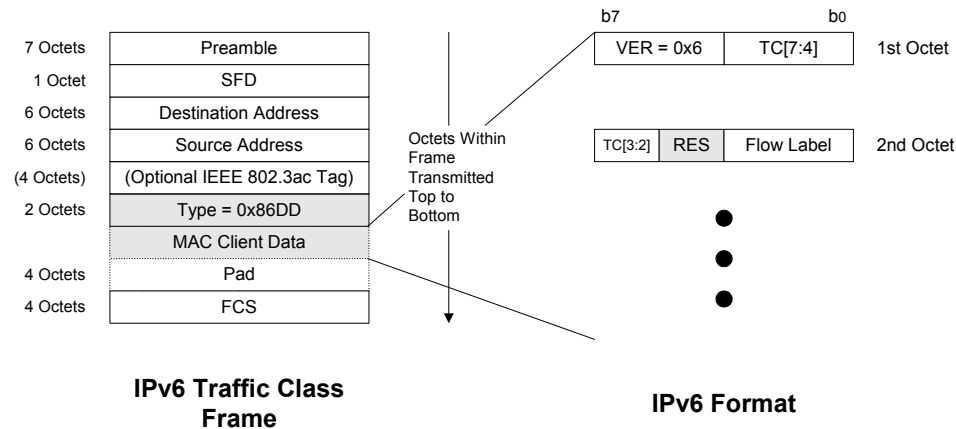 b7 b0
7 Octets Preamble VER = 0x6 TC[7:4] 1st Octet
1 Octet SFD
6 Octets Destination Address
6 Octets Source Address
(4 Octets) (Optional IEEE 802.3ac Tag)
2 Octets Type = 0x86DD
MAC Client Data
4 Octets Pad
4 Octets FCS
Octets Within
Frame
Transmitted
Top to
Bottom
TC[3:2] RES Flow Label 2nd Octet
IPv6 Traffic Class
Frame
IPv6 Format